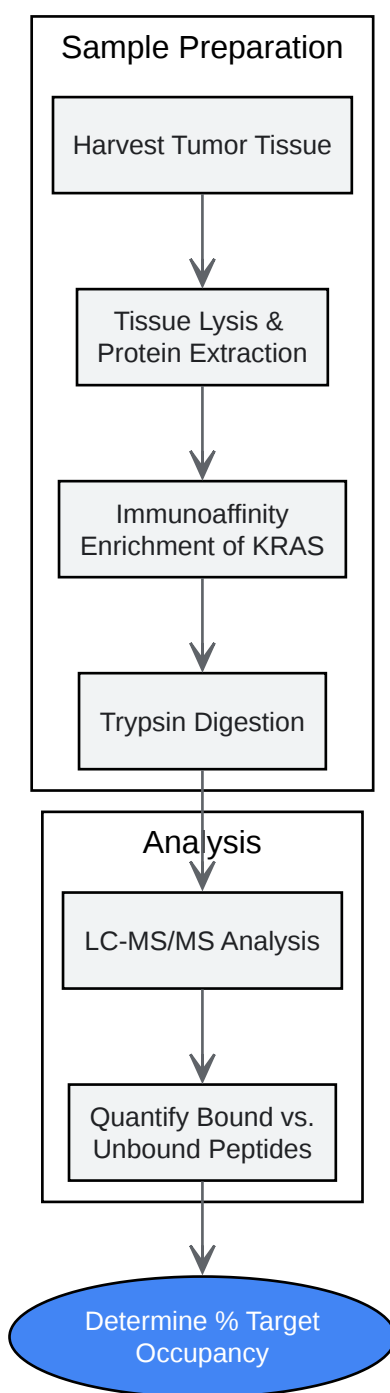 Sample Preparation
Harvest Tumor Tissue
Tissue Lysis &
Protein Extraction
Immunoaffinity
Enrichment of KRAS
Trypsin Digestion
Analysis
LC-MS/MS Analysis
Quantify Bound vs.
Unbound Peptides
Determine % Target
Occupancy